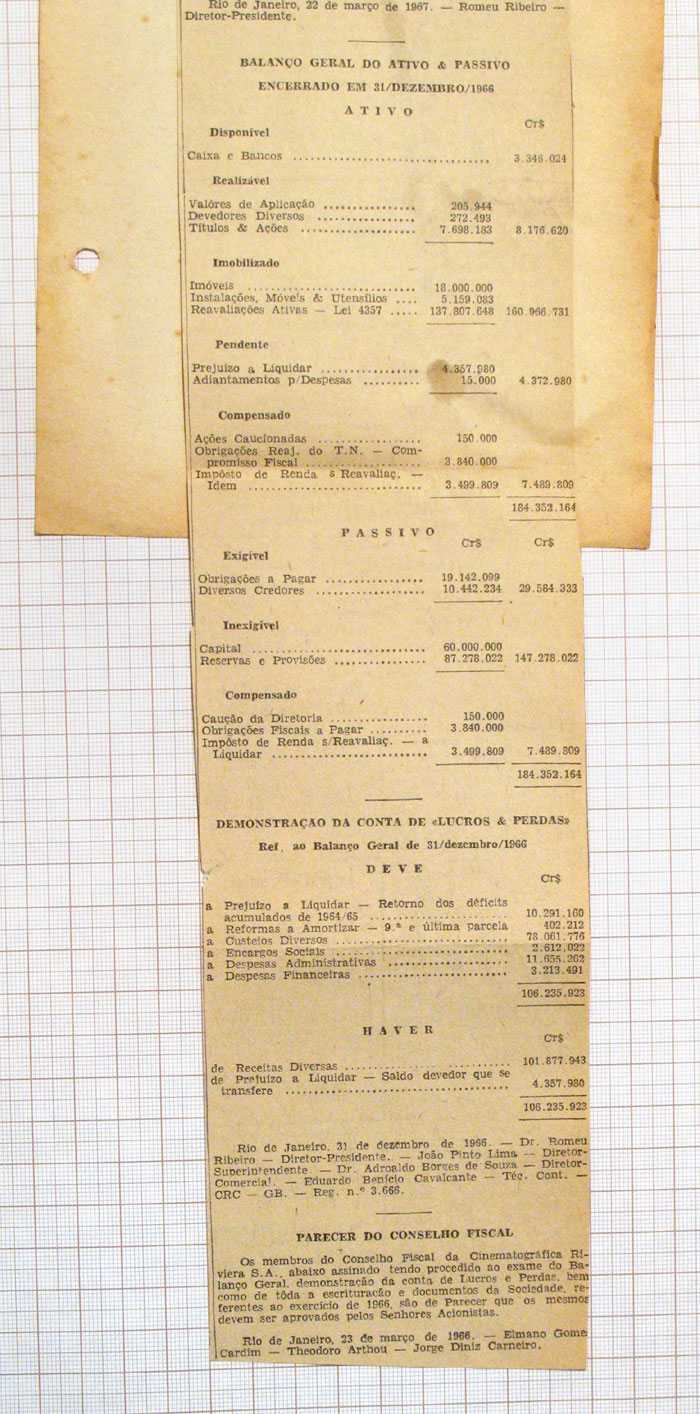 Rio de Janeiro, 22 de março de 1967. — Romeu Ribeiro —
Diretor-Presidente.
BALANÇO GERAL DO ATIVO & PASSIVO
ENCERRADO EM 31/DEZEMBRO/1966
ATIVO
Cr$
Disponível
Caixa e Bancos .......... 3.346.024
Realizável
Valôres de Aplicação .......... 205.944
Devedores Diversos .......... 272.493
Títulos & Ações .......... 7.698.183 8.176.620
Imobilizado
Imóveis .......... 18.000.000
Instalações, Móveis & Utensílios .... 5.159.083
Reavaliações Ativas — Lei 4357 ..... 137.807.648 160.966.731
Pendente
Prejuízo a Liquidar .......... 4.357.980
Adiantamentos p/Despesas .......... 15.000 4.372.980
Compensado
Ações Caucionadas .......... 150.000
Obrigações Reaj. do T.N. — Com-
promisso Fiscal .......... 3.840.000
Impôsto de Renda s Reavaliaç. —
Idem .......... 3.499.809 7.489.809
184.352.164
PASSIVO
Cr$ Cr$
Exigível
Obrigações a Pagar .......... 19.142.099
Diversos Credores .......... 10.442.234 29.584.333
Inexigível
Capital .......... 60.000.000
Reservas e Provisões .......... 87.278.022 147.278.022
Compensado
Caução da Diretoria .......... 150.000
Obrigações Fiscais a Pagar .......... 3.840.000
Impôsto de Renda s/Reavaliaç. — a
Liquidar .......... 3.499.809 7.489.809
184.352.164
DEMONSTRAÇAO DA CONTA DE «LUCROS & PERDAS»
Ref. ao Balanço Geral de 31/dezembro/1966
DEVE
Cr$
a Prejuízo a Liquidar — Retorno dos déficits
acumulados de 1964/65 .......... 10.291.160
a Reformas a Amortizar — 9.ª e última parcela 402.212
a Custeios Diversos .......... 78.061.776
a Encargos Sociais .......... 2.612.022
a Despesas Administrativas .......... 11.655.262
a Despesas Financeiras .......... 3.213.491
106.235.923
HAVER
Cr$
de Receitas Diversas .......... 101.877.943
de Prejuízo a Liquidar — Saldo devedor que se
transfere .......... 4.357.980
106.235.923
Rio de Janeiro, 31 de dezembro de 1966. — Dr. Romeu
Ribeiro — Diretor-Presidente. — João Pinto Lima — Diretor-
Superintendente. — Dr. Adroaldo Borges de Souza — Diretor-
Comercial. — Eduardo Benício Cavalcante — Téc. Cont. —
CRC — GB. — Reg. n.º 3.666.
PARECER DO CONSELHO FISCAL
Os membros do Conselho Fiscal da Cinematográfica Ri-
viera S.A., abaixo assinado tendo procedido ao exame do Ba-
lanço Geral, demonstração da conta de Lucros e Perdas, bem
como de tôda a escrituração e documentos da Sociedade, re-
ferentes ao exercício de 1966, são de Parecer que os mesmos
devem ser aprovados pelos Senhores Acionistas.
Rio de Janeiro, 23 de março de 1966. — Elmano Gome
Cardim — Theodoro Arthou — Jorge Diniz Carneiro.